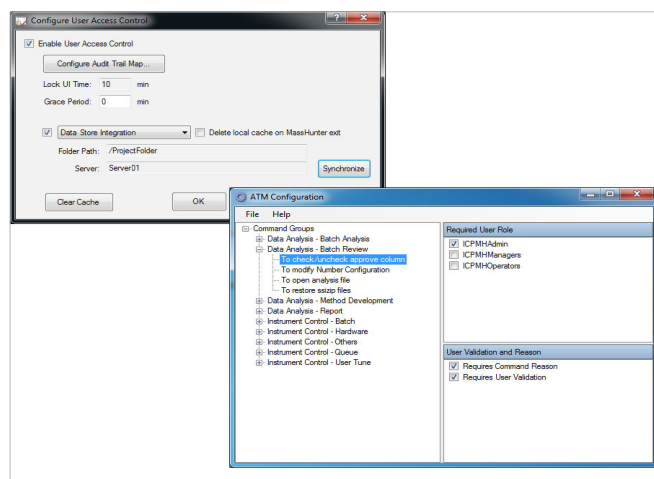 Configure User Access Control
Enable User Access Control
Configure Audit Trail Map...
Lock UI Time: 10 min
Grace Period: 0 min
Data Store Integration Delete local cache on MassHunter exit
Folder Path: /ProjectFolder
Server: Server01 Synchronize
Clear Cache OK
ATM Configuration
File Help
Command Groups
Data Analysis - Batch Analysis
Data Analysis - Batch Review
To check/uncheck approve column
To modify Number Configuration
To open analysis file
To restore sszip files
Data Analysis - Method Development
Data Analysis - Report
Instrument Control - Batch
Instrument Control - Hardware
Instrument Control - Others
Instrument Control - Queue
Instrument Control - User Tune
Required User Role
ICPMHAdmin
ICPMHManagers
ICPMHOperators
User Validation and Reason
Requires Command Reason
Requires User Validation